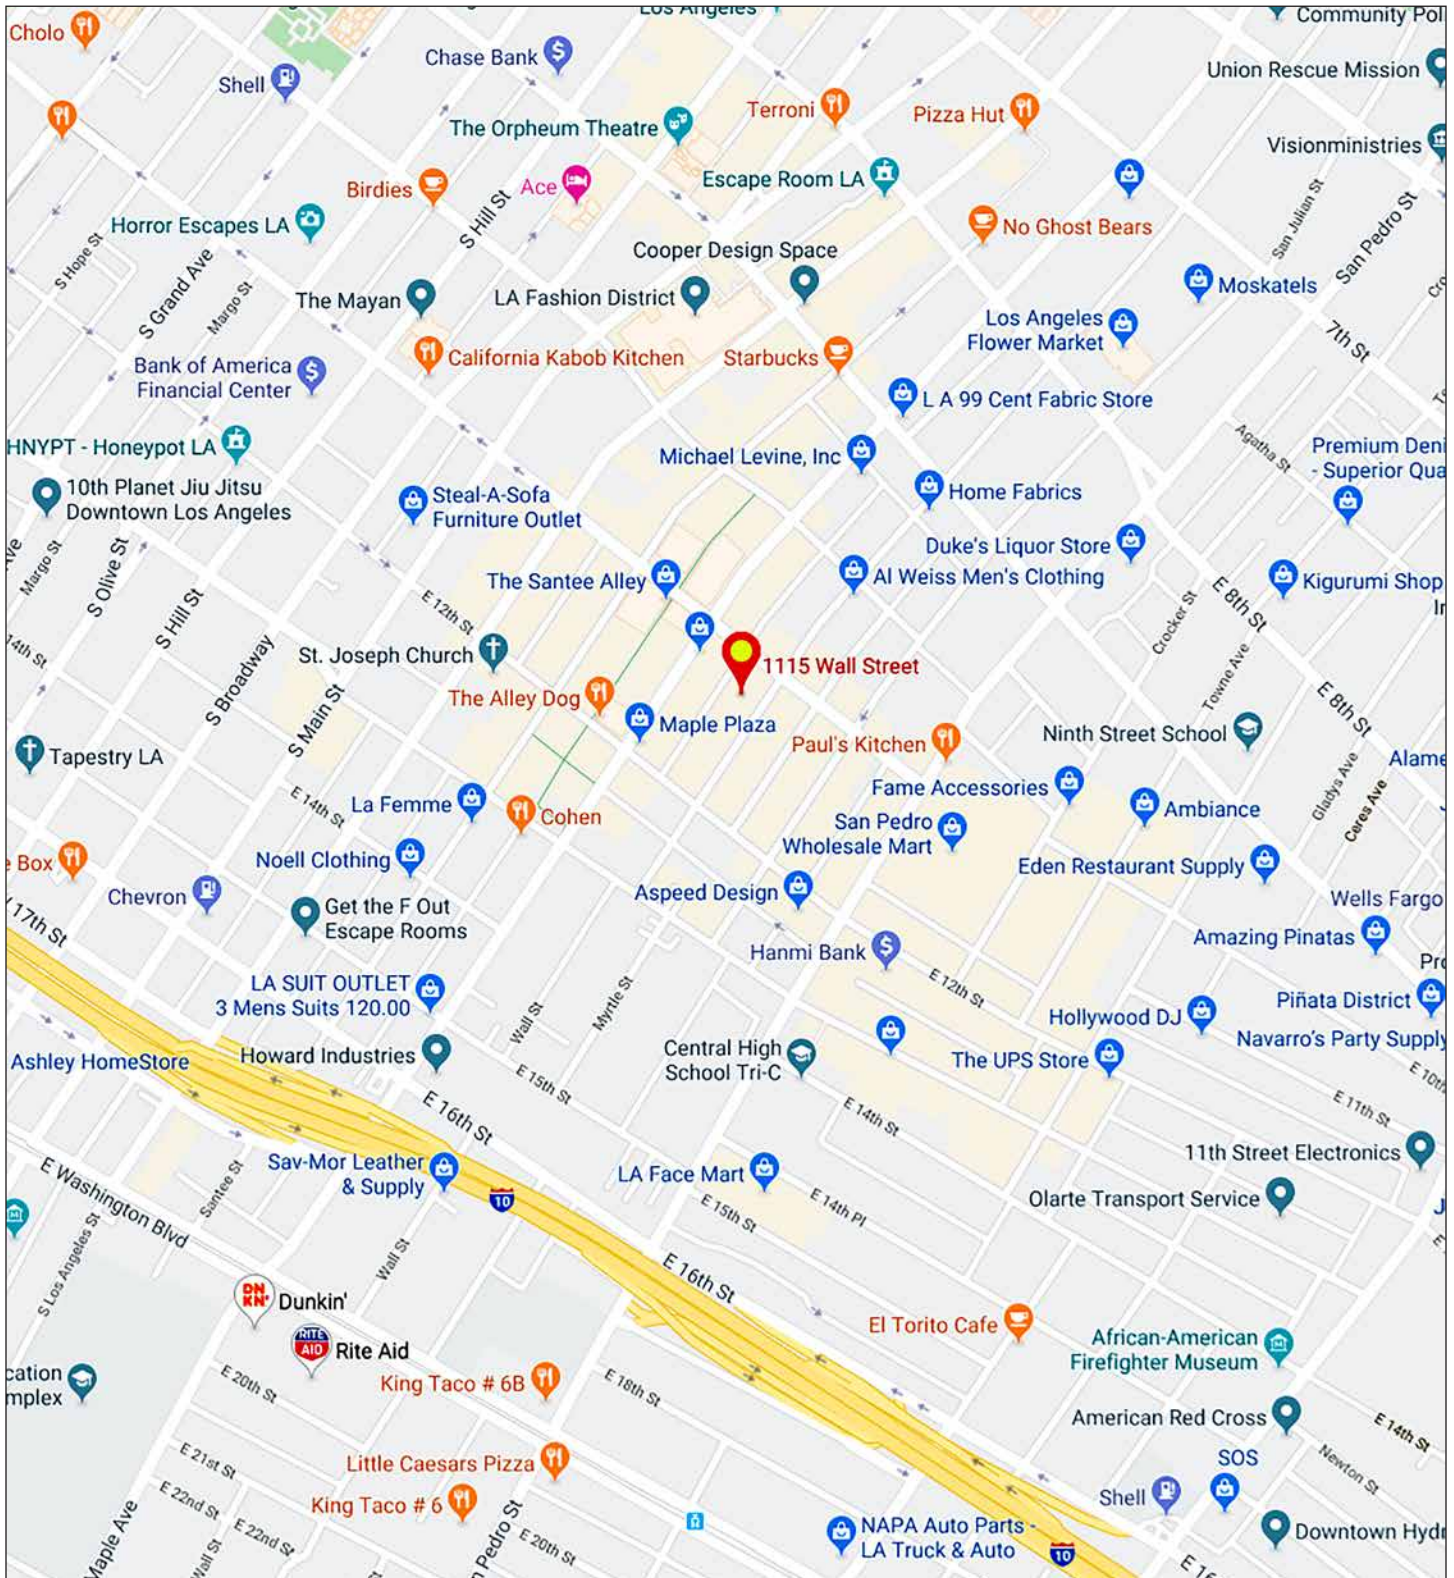 Los Angeles
Community Pol
Cholo
Chase Bank
Union Rescue Mission
Shell
Terroni
Pizza Hut
The Orpheum Theatre
Visionministries
Birdies
Ace
Escape Room LA
Horror Escapes LA
S Hill St
No Ghost Bears
San Julian St
San Pedro St
S Hope St
S Grand Ave
Cooper Design Space
Margo St
The Mayan
LA Fashion District
Moskatels
Los Angeles
Flower Market
7th St
Bank of America
Financial Center
California Kabob Kitchen
Starbucks
L A 99 Cent Fabric Store
HNYPT - Honeypot LA
Michael Levine, Inc
Agatha St
Premium Deni
- Superior Qua
10th Planet Jiu Jitsu
Downtown Los Angeles
Steal-A-Sofa
Furniture Outlet
Home Fabrics
Ave
Margo St
S Olive St
Duke's Liquor Store
The Santee Alley
Al Weiss Men's Clothing
Kigurumi Shop
In
S Hill St
E 12th St
E 8th St
Crocker St
14th St
S Broadway
St. Joseph Church
1115 Wall Street
Towne Ave
The Alley Dog
E 8th St
S Main St
Maple Plaza
Paul's Kitchen
Ninth Street School
Tapestry LA
Alame
Fame Accessories
Gladys Ave
Ceres Ave
E 14th St
La Femme
Cohen
San Pedro
Wholesale Mart
Ambiance
Noell Clothing
e Box
Eden Restaurant Supply
Chevron
Aspeed Design
Wells Fargo
Get the F Out
Escape Rooms
17th St
Hanmi Bank
Amazing Pinatas
Pro
LA SUIT OUTLET
3 Mens Suits 120.00
E 12th St
Myrtle St
Wall St
Piñata District
Hollywood DJ
Navarro's Party Supply
Ashley HomeStore
Howard Industries
Central High
School Tri-C
The UPS Store
E 10th
E 15th St
E 11th St
E 16th St
E 14th St
11th Street Electronics
Sav-Mor Leather
& Supply
LA Face Mart
Olarte Transport Service
E Washington Blvd
Santee St
10
E 14th Pl
E 15th St
J
E
S Los Angeles St
Wall St
E 16th St
DN
KN'
Dunkin'
El Torito Cafe
RITE
AID
Rite Aid
African-American
Firefighter Museum
cation
mplex
E 20th St
King Taco # 6B
E 18th St
American Red Cross
E 14th St
E 21st St
Little Caesars Pizza
SOS
Newton St
E 22nd St
King Taco # 6
Shell
Maple Ave
E 22nd St
Wall St
n Pedro St
E 20th St
NAPA Auto Parts -
LA Truck & Auto
10
Downtown Hydr
E 16